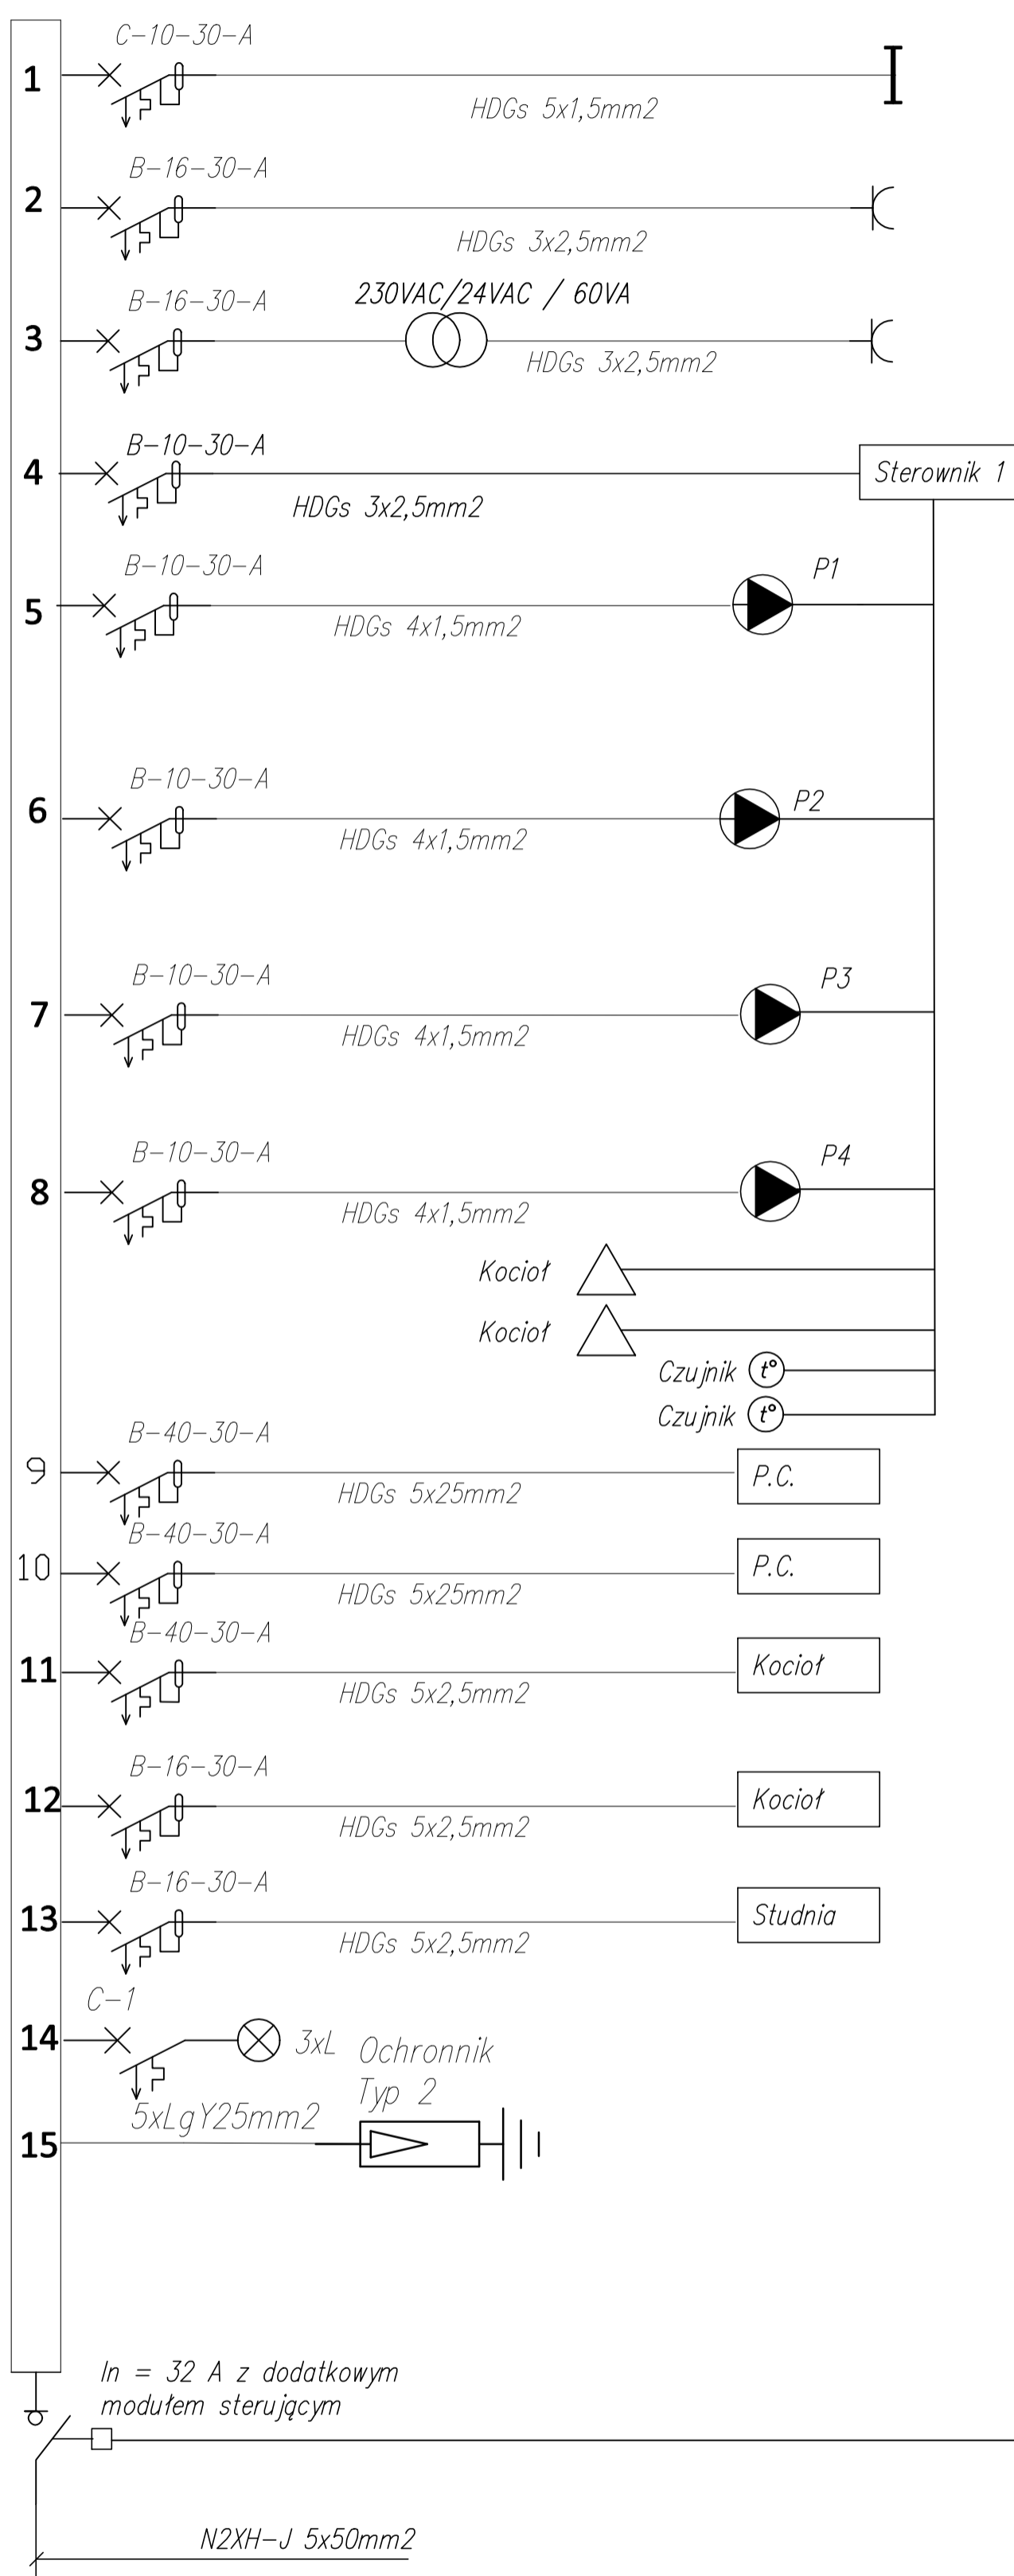 C-10-30-A
1
HDGs 5x1,5mm2
B-16-30-A
2
HDGs 3x2,5mm2
B-16-30-A
230VAC/24VAC / 60VA
3
HDGs 3x2,5mm2
B-10-30-A
4
Sterownik 1
HDGs 3x2,5mm2
B-10-30-A
P1
5
HDGs 4x1,5mm2
B-10-30-A
P2
6
HDGs 4x1,5mm2
B-10-30-A
P3
7
HDGs 4x1,5mm2
B-10-30-A
P4
8
HDGs 4x1,5mm2
Kocioł
Kocioł
Czujnik t°
Czujnik t°
B-40-30-A
9
P.C.
HDGs 5x25mm2
B-40-30-A
10
P.C.
HDGs 5x25mm2
B-40-30-A
11
Kocioł
HDGs 5x2,5mm2
B-16-30-A
12
Kocioł
HDGs 5x2,5mm2
B-16-30-A
13
Studnia
HDGs 5x2,5mm2
C-1
14
3xL
Ochronnik
Typ 2
5xLgY25mm2
15
In = 32 A z dodatkowym
modułem sterującym
N2XH-J 5x50mm2